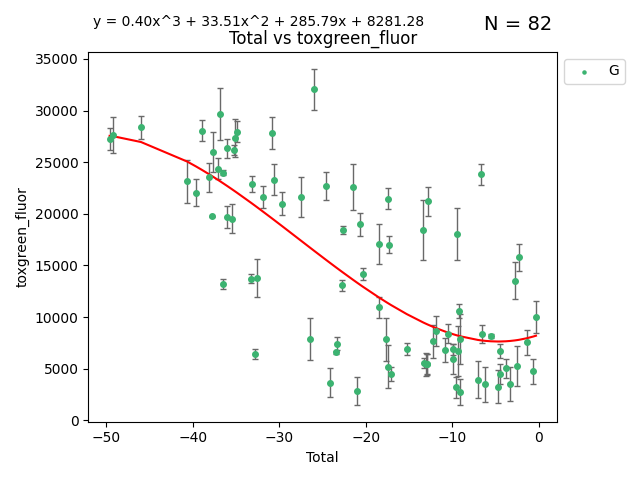 y = 0.40x^3 + 33.51x^2 + 285.79x + 8281.28
N = 82
Total vs toxgreen_fluor
G
35000
30000
25000
20000
15000
10000
5000
0
toxgreen_fluor
−50
−40
−30
−20
−10
0
Total